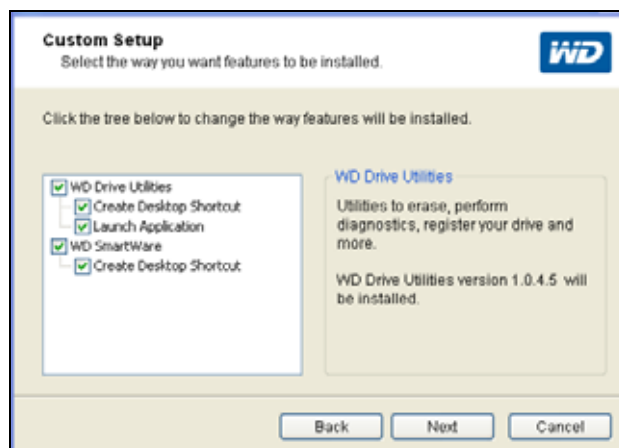 Custom Setup
Select the way you want features to be installed.
WD
Click the tree below to change the way features will be installed.
WD Drive Utilities
Create Desktop Shortcut
Launch Application
WD SmartWare
Create Desktop Shortcut
WD Drive Utilities
Utilities to erase, perform
diagnostics, register your drive and
more.
WD Drive Utilities version 1.0.4.5 will
be installed.
Back
Next
Cancel